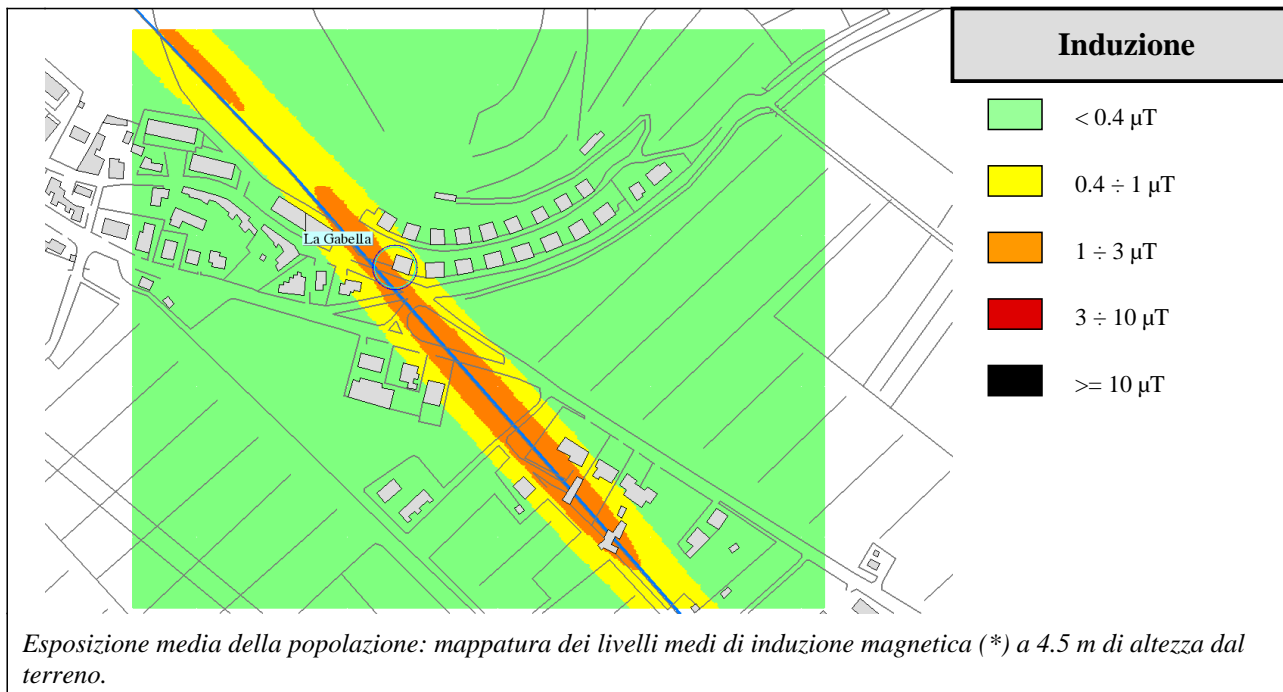 Induzione
< 0.4 µT
0.4 ÷ 1 µT
1 ÷ 3 µT
3 ÷ 10 µT
>= 10 µT
La Gabella
Esposizione media della popolazione: mappatura dei livelli medi di induzione magnetica (*) a 4.5 m di altezza dal
terreno.